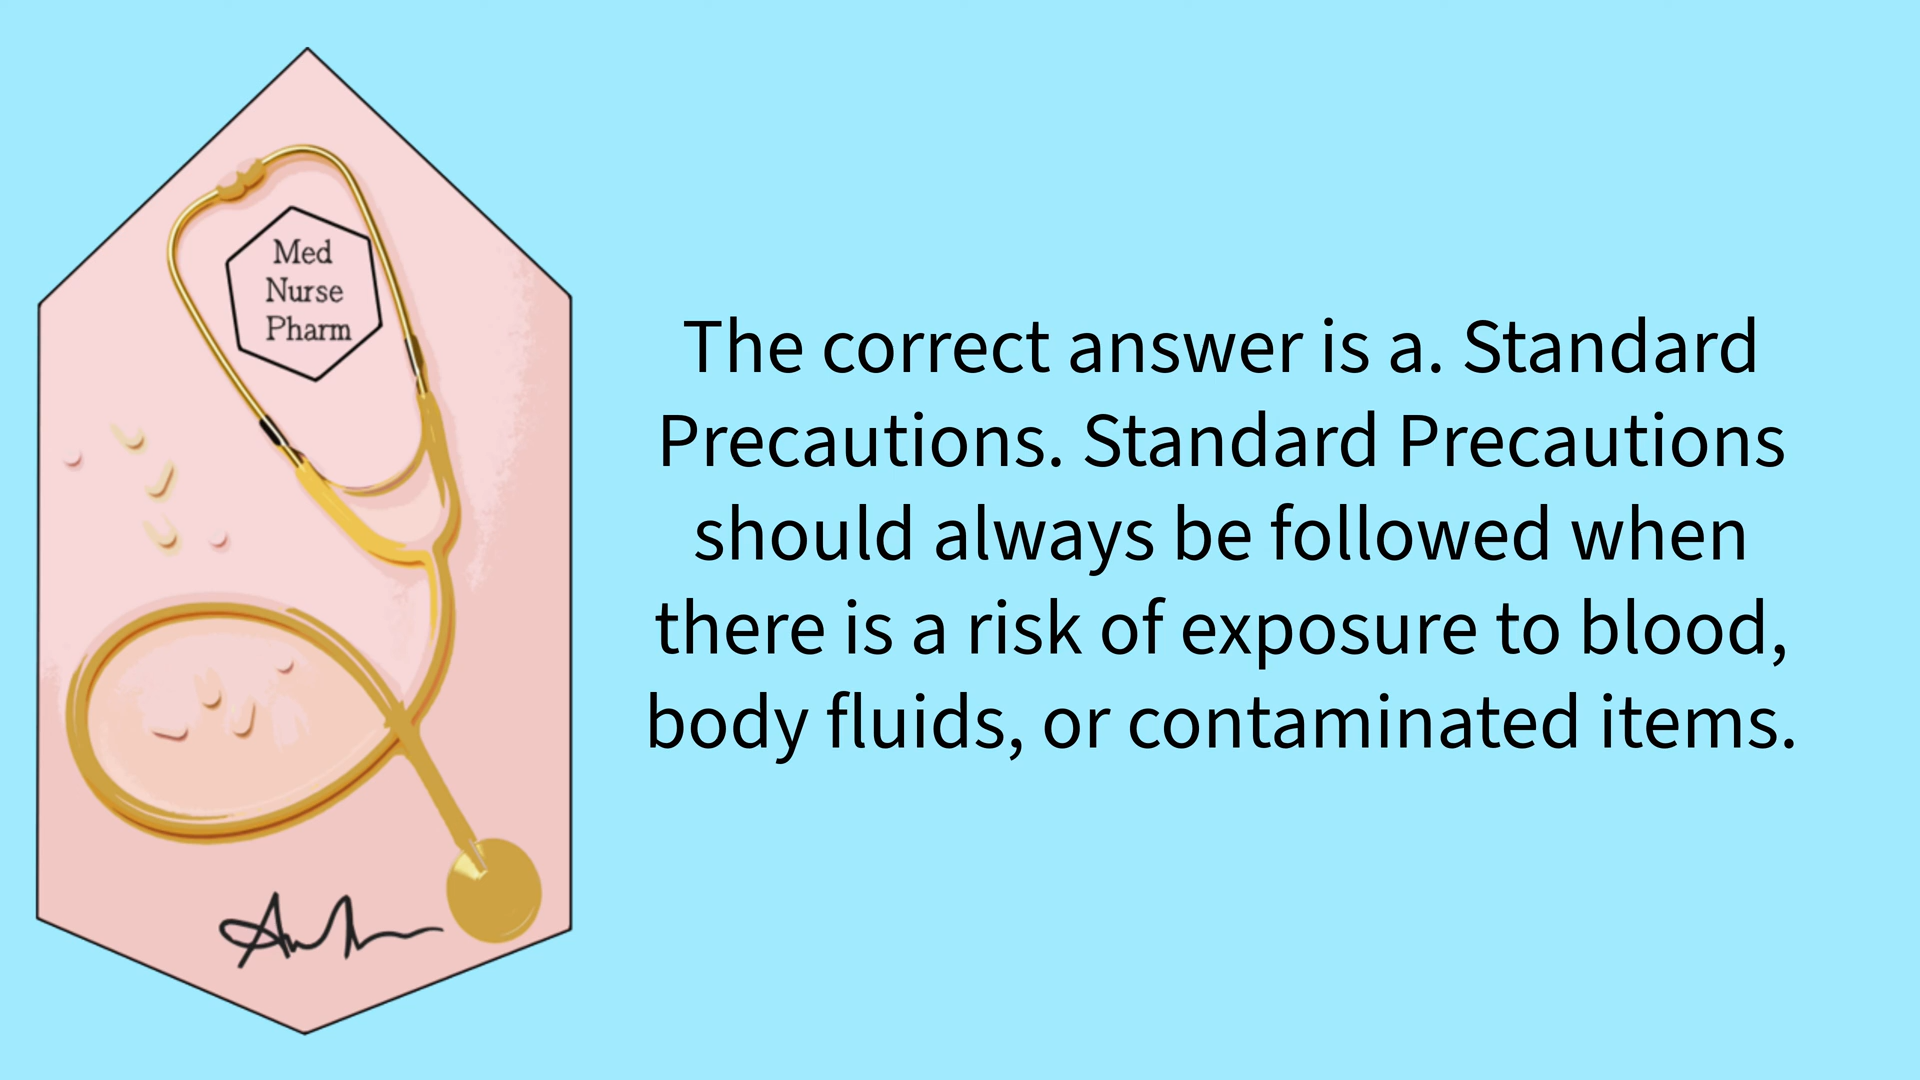 Med
Nurse
Pharm
The correct answer is a. Standard
Precautions. Standard Precautions
should always be followed when
there is a risk of exposure to blood,
body fluids, or contaminated items.